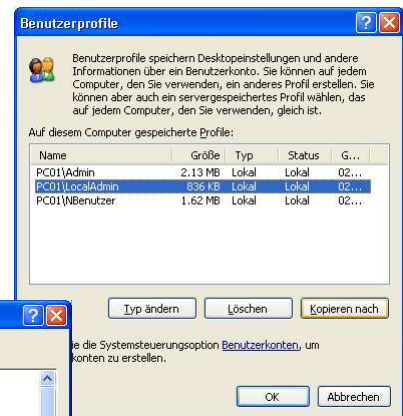 Benutzerprofile
Benutzerprofile speichern Desktopeinstellungen und andere
Informationen über ein Benutzerkonto. Sie können auf jedem
Computer, den Sie verwenden, ein anderes Profil erstellen. Sie
können aber auch ein servergespeichertes Profil wählen, das
auf jedem Computer, den Sie verwenden, gleich ist.
Auf diesem Computer gespeicherte Profile:
Name Größe Typ Status G...
PC01\Admin 2.13 MB Lokal Lokal 02...
PC01\LocalAdmin 836 KB Lokal Lokal 02...
PC01\NBenutzer 1.62 MB Lokal Lokal 02...
Typ ändern Löschen Kopieren nach
ie die Systemsteuerungsoption Benutzerkonten, um
konten zu erstellen.
OK Abbrechen